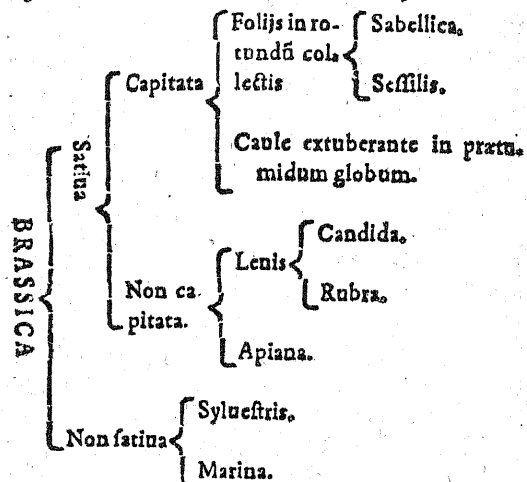 BRASSICA
Satiua
Capitata
Folijs in ro-
tundũ col-
lectis
Sabellica.
Sessilis.
Caule extuberante in prætu-
midum globum.
Non ca-
pitata.
Lenis
Candida.
Rubra.
Apiana.
Non satiua
Syluestris.
Marina.